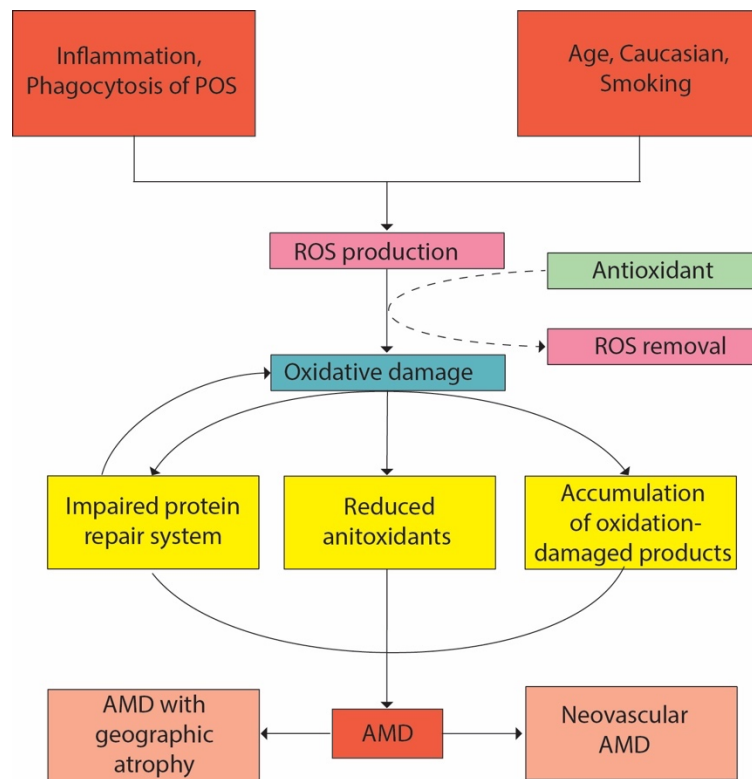 Inflammation,
Phagocytosis of POS
Age, Caucasian,
Smoking
ROS production
Antioxidant
ROS removal
Oxidative damage
Impaired protein
repair system
Reduced
anitoxidants
Accumulation
of oxidation-
damaged products
AMD with
geographic
atrophy
AMD
Neovascular
AMD